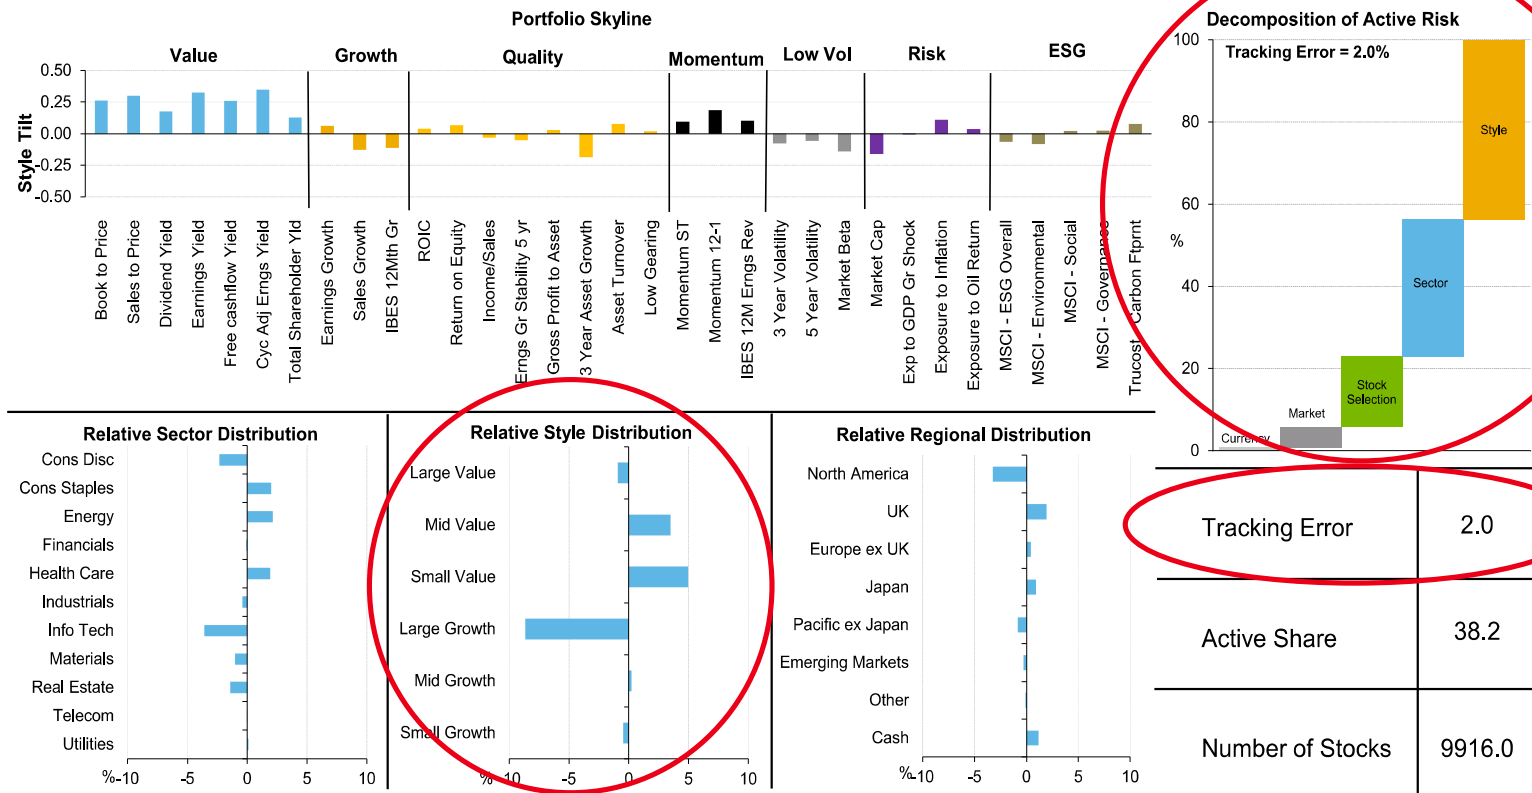 Portfolio Skyline
Value
Growth
Quality
Momentum
Low Vol
Risk
ESG
Style Tilt
0.50
0.25
0.00
-0.25
-0.50
Book to Price
Sales to Price
Dividend Yield
Earnings Yield
Free cashflow Yield
Cyc Adj Erngs Yield
Total Shareholder Yld
Earnings Growth
Sales Growth
IBES 12Mth Gr
ROIC
Return on Equity
Income/Sales
Erngs Gr Stability 5 yr
Gross Profit to Asset
3 Year Asset Growth
Asset Turnover
Low Gearing
Momentum ST
Momentum 12-1
IBES 12M Erngs Rev
3 Year Volatility
5 Year Volatility
Market Beta
Market Cap
Exp to GDP Gr Shock
Exposure to Inflation
Exposure to Oil Return
MSCI - ESG Overall
MSCI - Environmental
MSCI - Social
MSCI - Governance
Trucost - Carbon Ftprnt
Decomposition of Active Risk
Tracking Error = 2.0%
100
80
60
%
40
20
0
Currency
Market
Stock
Selection
Sector
Style
Relative Sector Distribution
Cons Disc
Cons Staples
Energy
Financials
Health Care
Industrials
Info Tech
Materials
Real Estate
Telecom
Utilities
% -10 -5 0 5 10
Relative Style Distribution
Large Value
Mid Value
Small Value
Large Growth
Mid Growth
Small Growth
% -10 -5 0 5 10
Relative Regional Distribution
North America
UK
Europe ex UK
Japan
Pacific ex Japan
Emerging Markets
Other
Cash
% -10 -5 0 5 10
Tracking Error 2.0
Active Share 38.2
Number of Stocks 9916.0